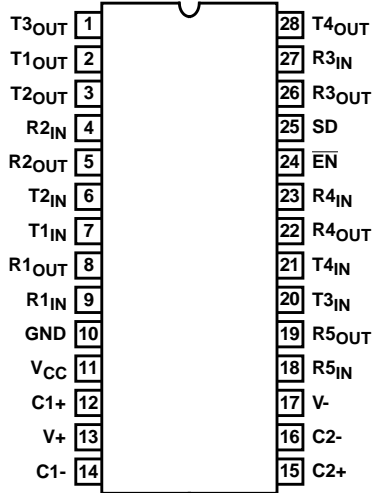 T3OUT 1 28 T4OUT
T1OUT 2 27 R3IN
T2OUT 3 26 R3OUT
R2IN 4 25 SD
R2OUT 5 24 E̅N̅
T2IN 6 23 R4IN
T1IN 7 22 R4OUT
R1OUT 8 21 T4IN
R1IN 9 20 T3IN
GND 10 19 R5OUT
VCC 11 18 R5IN
C1+ 12 17 V-
V+ 13 16 C2-
C1- 14 15 C2+